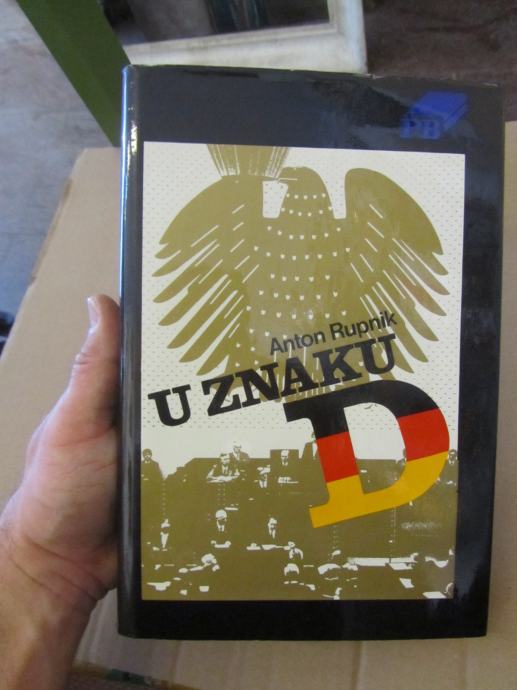 PB
Anton Rupnik
U ZNAKU
D